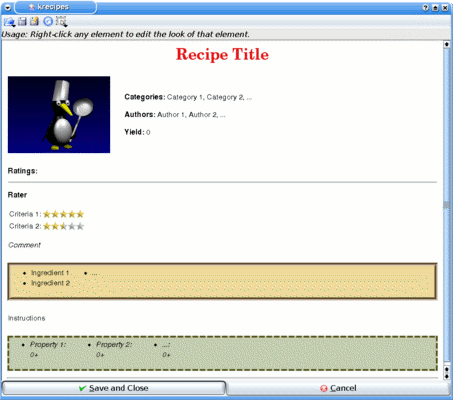 krecipes
Usage: Right-click any element to edit the look of that element.
Recipe Title
Categories: Category 1, Category 2, ...
Authors: Author 1, Author 2, ...
Yield: 0
Ratings:
Rater
Criteria 1:
Criteria 2:
Comment
Ingredient 1 ...
Ingredient 2
Instructions
Property 1: Property 2: ...:
0+ 0+ 0+
Save and Close Cancel